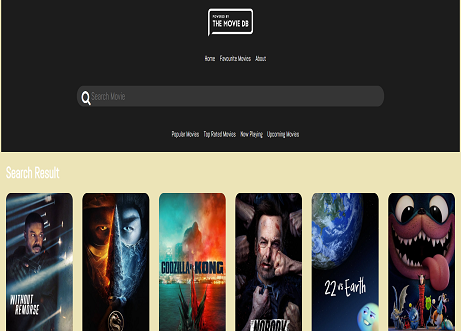 POWERED BY
THE MOVIE DB
Home Favourite Movies About
Search Movie
Popular Movies Top Rated Movies Now Playing Upcoming Movies
Search Result
WITHOUT REMORSE
GODZILLA KONG
NOBODY
22 vs Earth